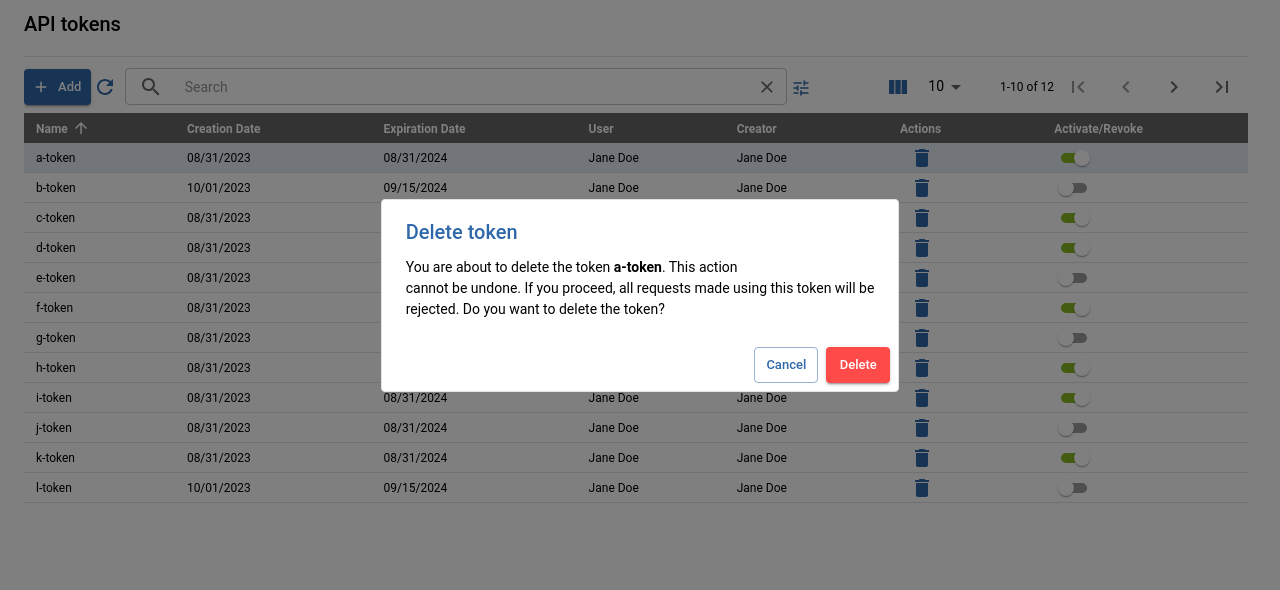 API tokens
Add
Search
10
1-10 of 12
Name Creation Date Expiration Date User Creator Actions Activate/Revoke
a-token 08/31/2023 08/31/2024 Jane Doe Jane Doe
b-token 10/01/2023 09/15/2024 Jane Doe Jane Doe
c-token 08/31/2023
d-token 08/31/2023
e-token 08/31/2023
f-token 08/31/2023
g-token 08/31/2023
h-token 08/31/2023
i-token 08/31/2023 08/31/2024 Jane Doe Jane Doe
j-token 08/31/2023 08/31/2024 Jane Doe Jane Doe
k-token 08/31/2023 08/31/2024 Jane Doe Jane Doe
l-token 10/01/2023 09/15/2024 Jane Doe Jane Doe
Delete token
You are about to delete the token a-token. This action
cannot be undone. If you proceed, all requests made using this token will be
rejected. Do you want to delete the token?
Cancel Delete